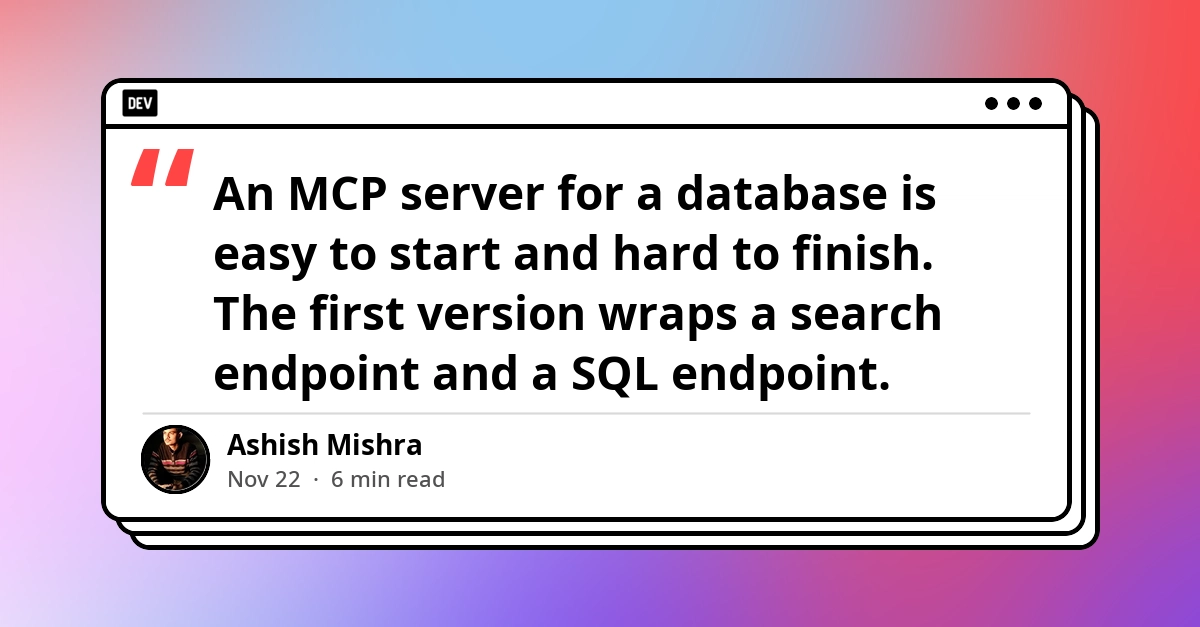 DEV
“
An MCP server for a database is
easy to start and hard to finish.
The first version wraps a search
endpoint and a SQL endpoint.
Ashish Mishra
Nov 22 · 6 min read